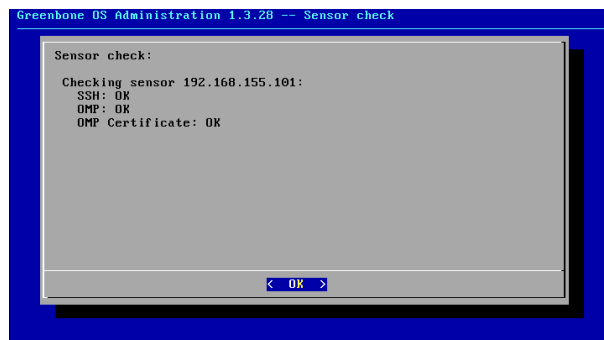 Greenbone OS Administration 1.3.28 -- Sensor check
Sensor check:
Checking sensor 192.168.155.101:
SSH: OK
OMP: OK
OMP Certificate: OK
< OK >